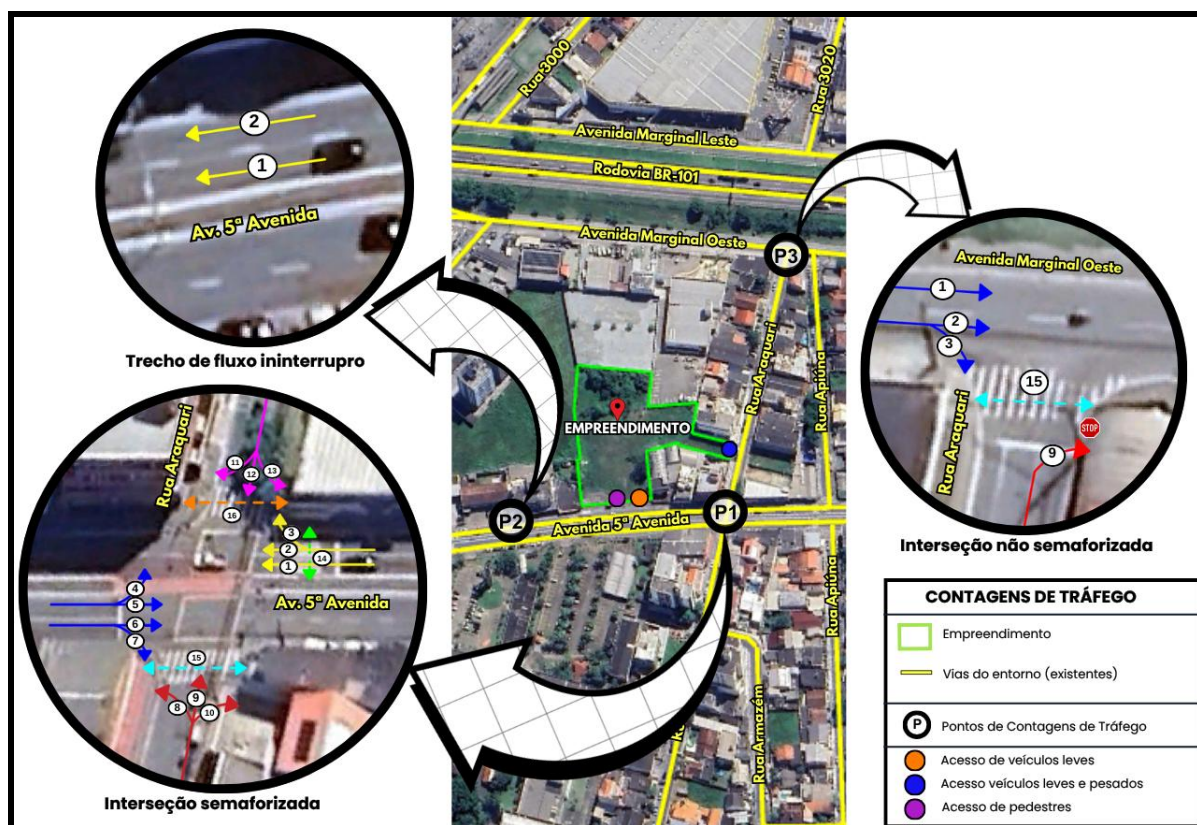 2
1
Av. 5ª Avenida
Trecho de fluxo ininterrupro
Rua Araquari
11
12
13
16
3
2
1
14
4
5
6
7
Av. 5ª Avenida
15
8
9
10
Interseção semaforizada
Rua 3000
Rua 3020
Avenida Marginal Leste
Rodovia BR-101
Avenida Marginal Oeste
P3
Rua Araquari
Rua Apiúna
EMPREENDIMENTO
P2
P1
Avenida 5ª Avenida
Rua Apiúna
Rua Armazém
Avenida Marginal Oeste
1
2
3
15
STOP
9
Rua Araquari
Interseção não semaforizada
CONTAGENS DE TRÁFEGO
Empreendimento
Vias do entorno (existentes)
P
Pontos de Contagens de Tráfego
Acesso de veículos leves
Acesso veículos leves e pesados
Acesso de pedestres